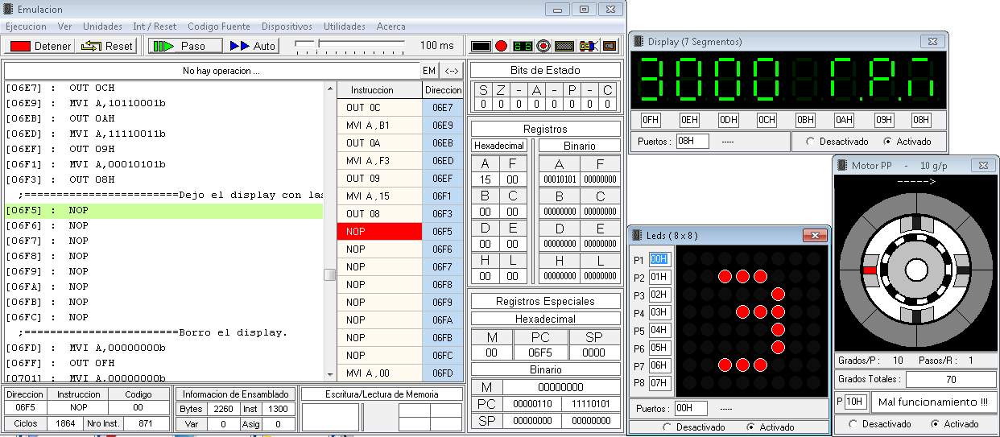 Emulacion
Ejecucion Ver Unidades Int / Reset Codigo Fuente Dispositivos Utilidades Acerca
Detener Reset Paso Auto 100 ms
No hay operacion ... EM <-->
[06E7] : OUT 0CH
[06E9] : MVI A,10110001b
[06EB] : OUT 0AH
[06ED] : MVI A,11110011b
[06EF] : OUT 09H
[06F1] : MVI A,00010101b
[06F3] : OUT 08H
;========================Dejo el display con las
[06F5] : NOP
[06F6] : NOP
[06F7] : NOP
[06F8] : NOP
[06F9] : NOP
[06FA] : NOP
[06FB] : NOP
[06FC] : NOP
;========================Borro el display.
[06FD] : MVI A,00000000b
[06FF] : OUT 0FH
[0701] : MVI A,00000000b
Instruccion Direccion
OUT 0C 06E7
MVI A,B1 06E9
OUT 0A 06EB
MVI A,F3 06ED
OUT 09 06EF
MVI A,15 06F1
OUT 08 06F3
NOP 06F5
NOP 06F6
NOP 06F7
NOP 06F8
NOP 06F9
NOP 06FA
NOP 06FB
NOP 06FC
MVI A,00 06FD
Direccion Instruccion Codigo
06F5 NOP 00
Ciclos 1864 Nro Inst. 871
Informacion de Ensamblado
Bytes 2260 Inst 1300
Var 0 Asig 0
Escritura/Lectura de Memoria
Bits de Estado
S Z - A - P - C
0 0 0 0 0 0 0 0
Registros
Hexadecimal Binario
A F A F
15 00 00010101 00000000
B C B C
00 00 00000000 00000000
D E D E
00 00 00000000 00000000
H L H L
00 00 00000000 00000000
Registros Especiales
Hexadecimal
M PC SP
00 06F5 0000
Binario
M 00000000
PC 00000110 11110101
SP 00000000 00000000
Display (7 Segmentos)
3000 r.P.n
0FH 0EH 0DH 0CH 0BH 0AH 09H 08H
Puertos : 08H ----- Desactivado Activado
Leds ( 8 x 8 )
P1 00H
P2 01H
P3 02H
P4 03H
P5 04H
P6 05H
P7 06H
P8 07H
3
Puertos : 00H -----
Desactivado Activado
Motor PP - 10 g/p
----->
Grados/P : 10 Pasos/R : 1
Grados Totales : 70
P 10H Mal funcionamiento !!!
Desactivado Activado